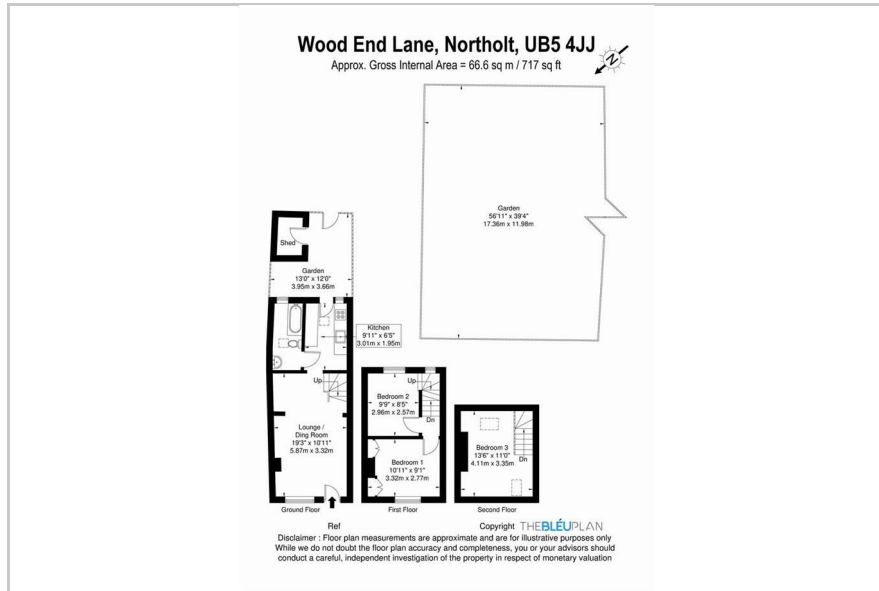 Wood End Lane, Northolt, UB5 4JJ
Approx. Gross Internal Area = 66.6 sq m / 717 sq ft
N
Garden
56'11" x 39'4"
17.36m x 11.98m
Shed
Garden
13'0" x 12'0"
3.95m x 3.66m
Kitchen
9'11" x 6'5"
3.01m x 1.95m
Up
Lounge /
Ding Room
19'3" x 10'11"
5.87m x 3.32m
Ground Floor
Up
Bedroom 2
9'9" x 8'5"
2.96m x 2.57m
Dn
Bedroom 1
10'11" x 9'1"
3.32m x 2.77m
First Floor
Bedroom 3
13'6" x 11'0"
4.11m x 3.35m
Dn
Second Floor
Ref
Copyright THEBLÉUPLAN
Disclaimer : Floor plan measurements are approximate and are for illustrative purposes only
While we do not doubt the floor plan accuracy and completeness, you or your advisors should
conduct a careful, independent investigation of the property in respect of monetary valuation